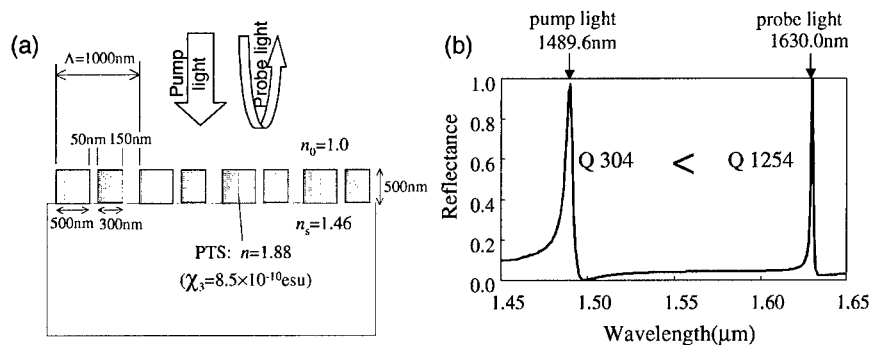 (a)
Λ=1000nm
Pump light
Probe light
50nm
150nm
n₀=1.0
500nm
500nm
300nm
nₛ=1.46
PTS: n=1.88
(χ₃=8.5×10⁻¹⁰esu)
(b)
pump light
1489.6nm
probe light
1630.0nm
Reflectance
1.0
0.8
0.6
0.4
0.2
0.0
Q 304 < Q 1254
1.45
1.50
1.55
1.60
1.65
Wavelength(μm)